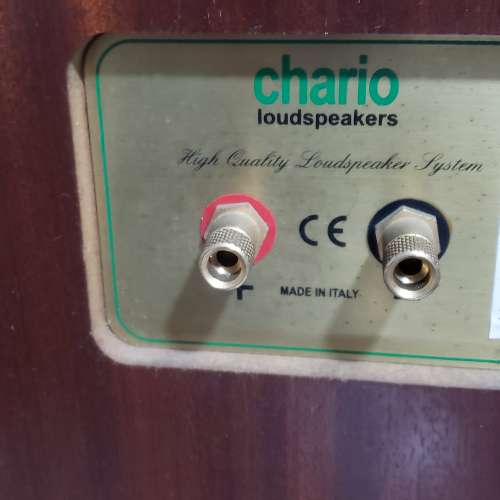 chario
loudspeakers
High Quality Loudspeaker System
CE
+ MADE IN ITALY -